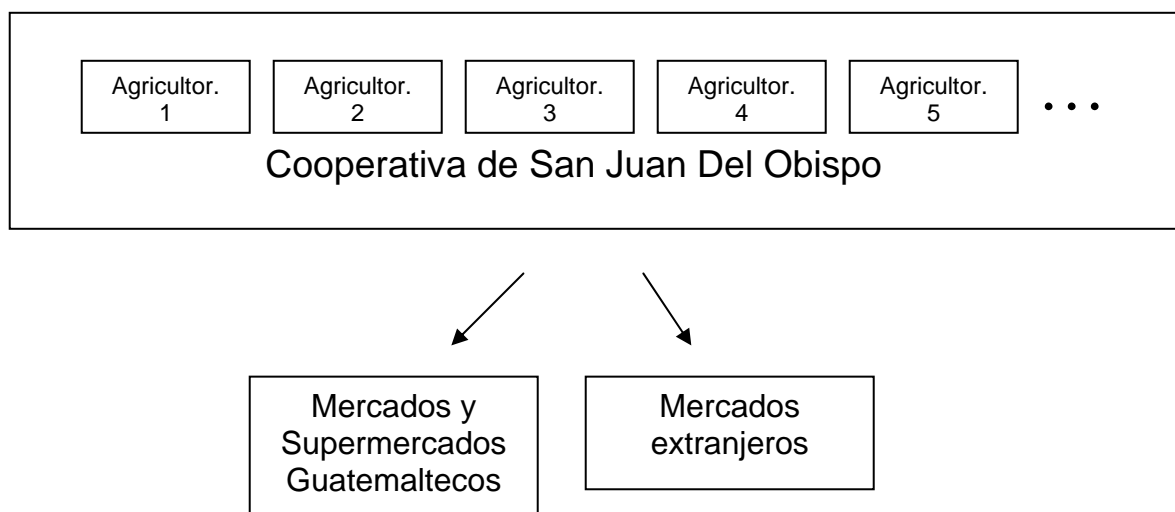 Agricultor.
1
Agricultor.
2
Agricultor.
3
Agricultor.
4
Agricultor.
5
. . .
Cooperativa de San Juan Del Obispo
Mercados y
Supermercados
Guatemaltecos
Mercados
extranjeros